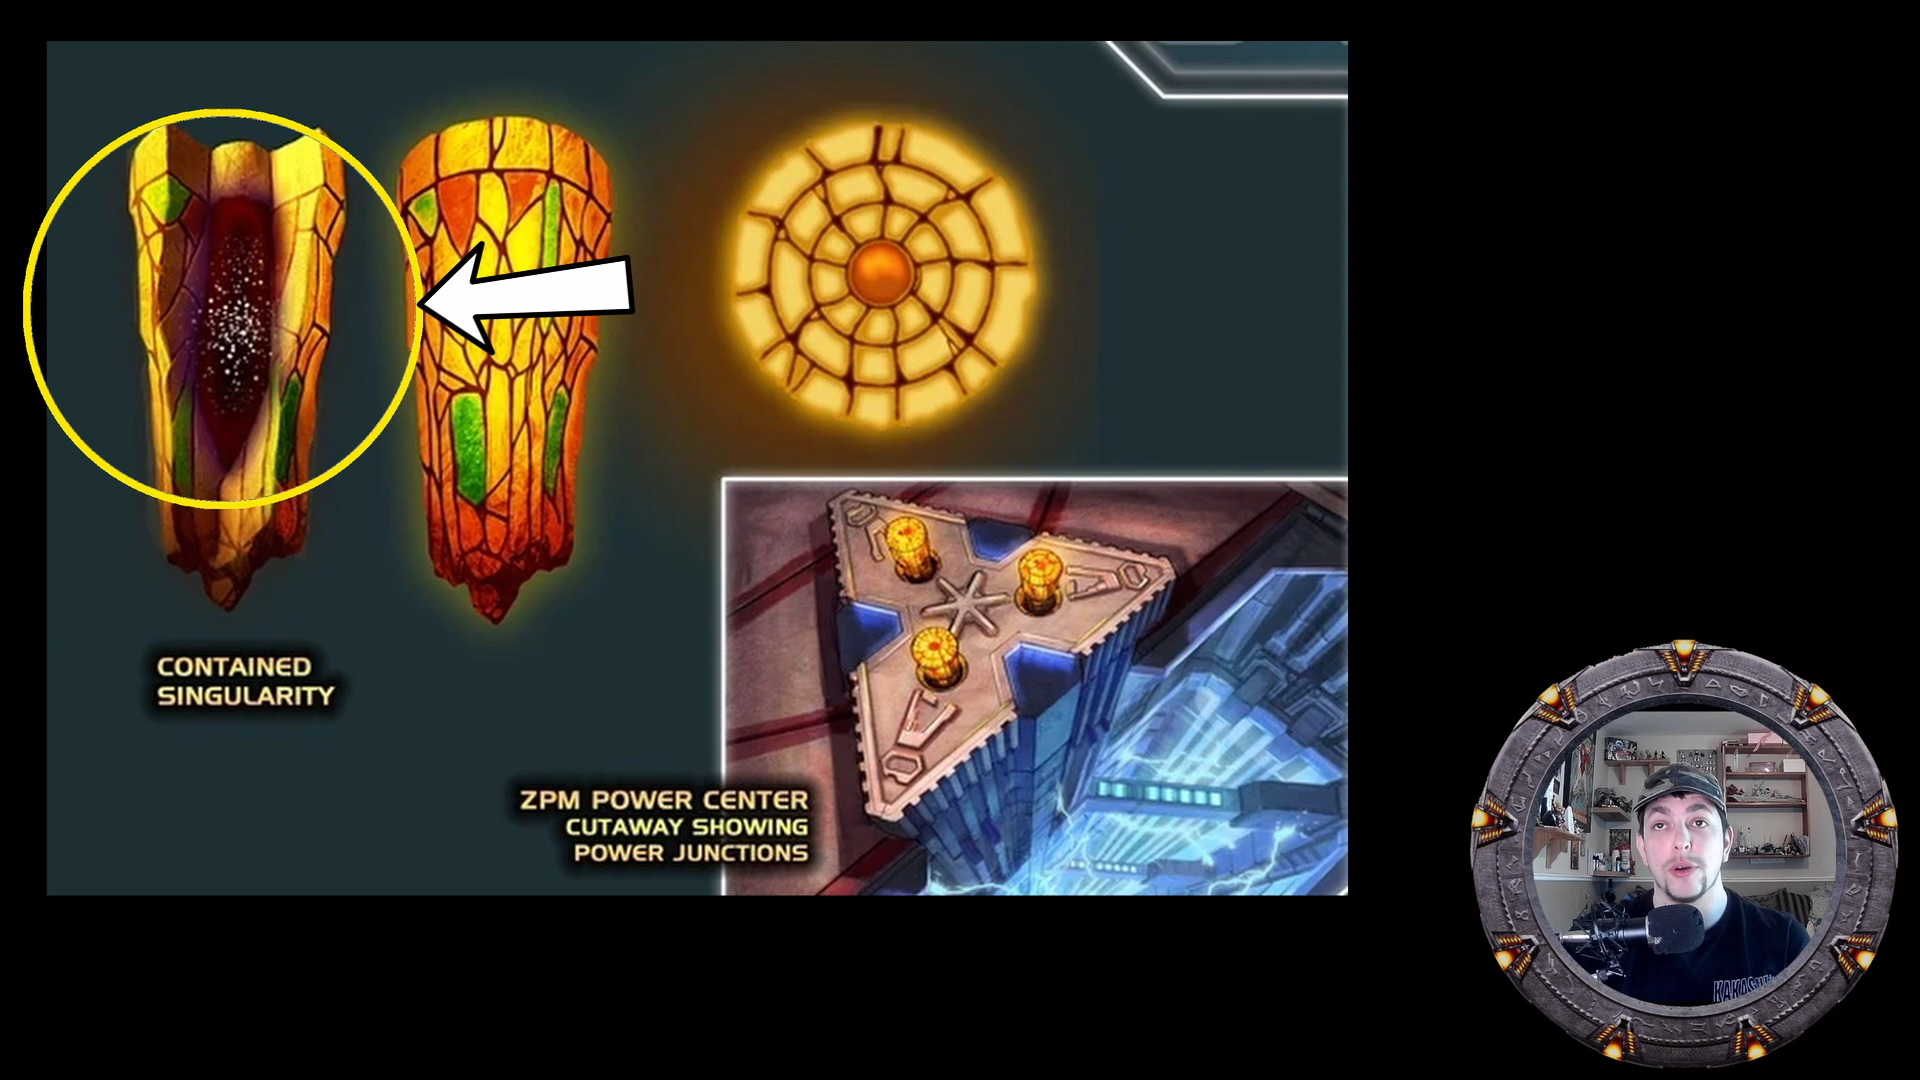 CONTAINED
SINGULARITY
ZPM POWER CENTER
CUTAWAY SHOWING
POWER JUNCTIONS